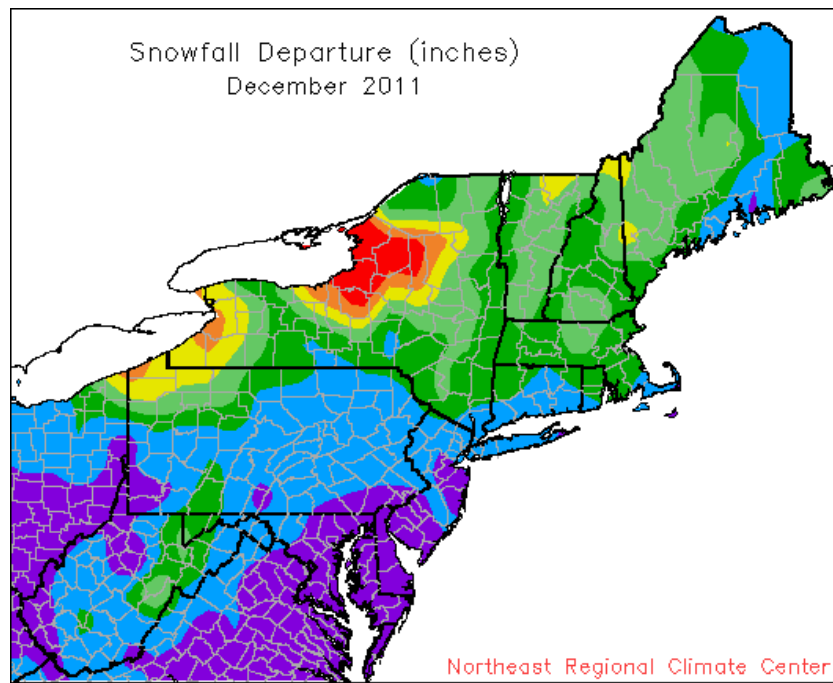 Snowfall Departure (inches)
December 2011
Northeast Regional Climate Center